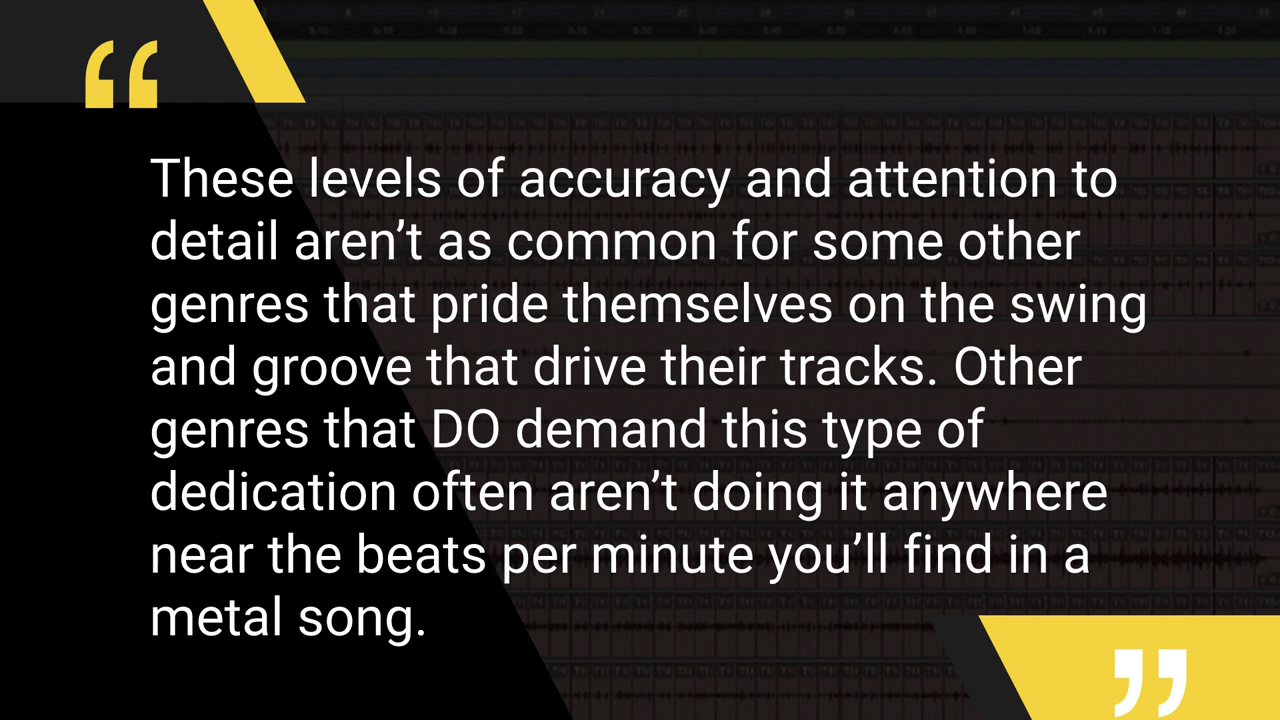 “
These levels of accuracy and attention to
detail aren’t as common for some other
genres that pride themselves on the swing
and groove that drive their tracks. Other
genres that DO demand this type of
dedication often aren’t doing it anywhere
near the beats per minute you’ll find in a
metal song.
”